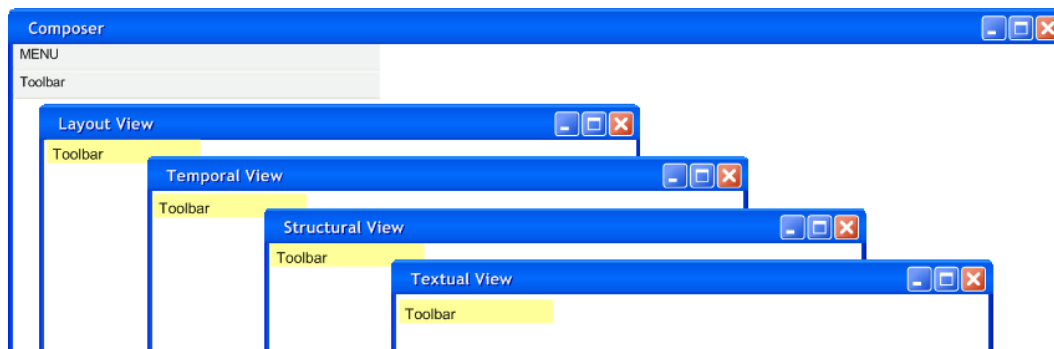 Composer
MENU
Toolbar
Layout View
Toolbar
Temporal View
Toolbar
Structural View
Toolbar
Textual View
Toolbar